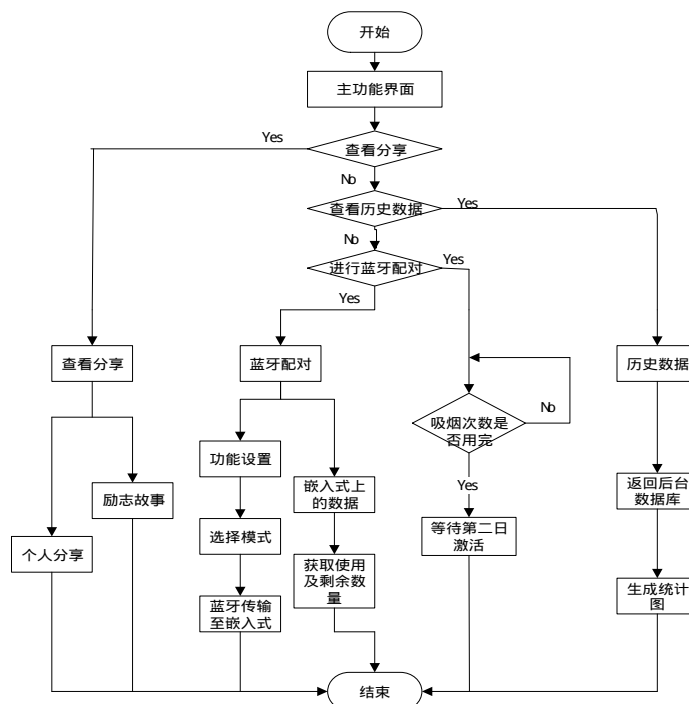 开始
主功能界面
Yes
查看分享
No
查看历史数据
Yes
No
进行蓝牙配对
Yes
Yes
查看分享
蓝牙配对
历史数据
吸烟次数是
否用完
No
功能设置
嵌入式上
的数据
Yes
返回后台
数据库
励志故事
选择模式
等待第二日
激活
个人分享
获取使用
及剩余数
量
蓝牙传输
至嵌入式
生成统计
图
结束